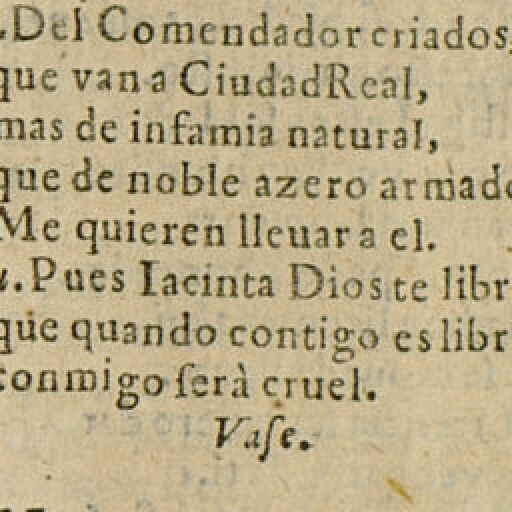 .Del Comendador criados,
que van a Ciudad Real,
mas de infamia natural,
que de noble azero armado
Me quieren lleuar a el.
Pues Iacinta Dios te libr
que quando contigo es libr
conmigo ſerà cruel.
Vaſe.